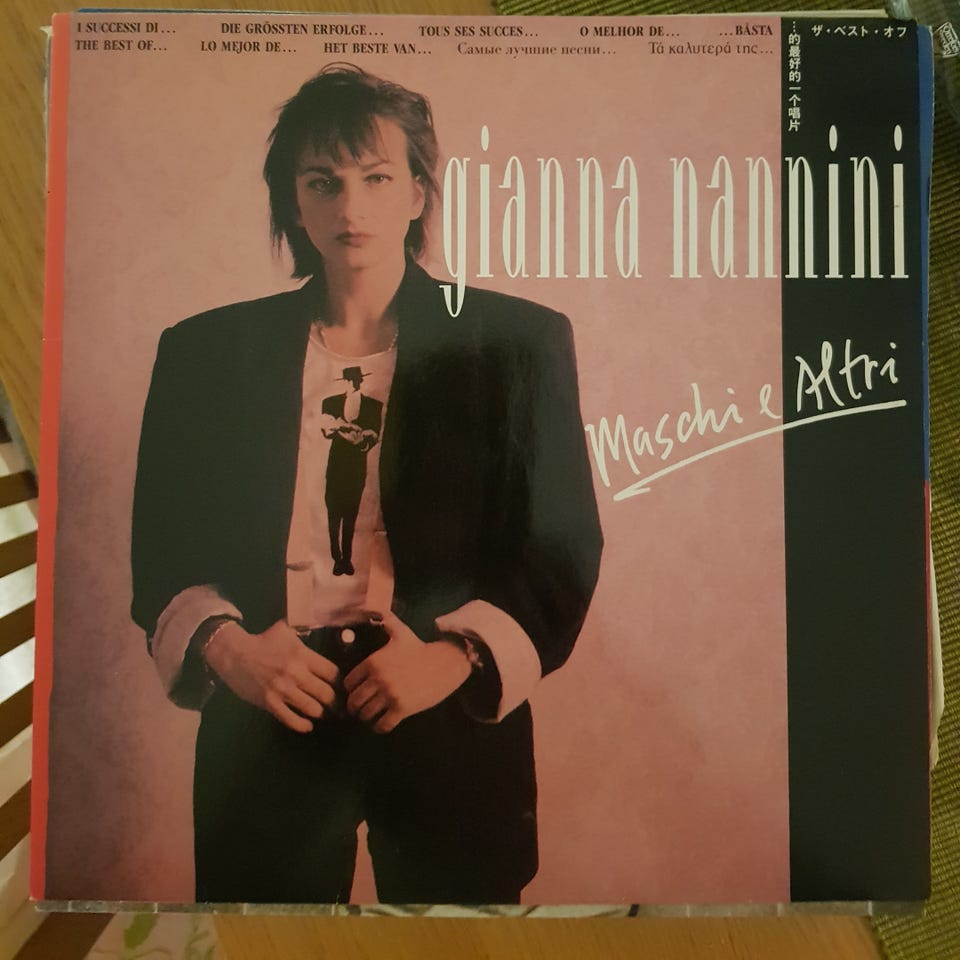 I SUCCESSI DI... DIE GRÖSSTEN ERFOLGE... TOUS SES SUCCES... O MELHOR DE... ...BÄSTA
THE BEST OF... LO MEJOR DE... HET BESTE VAN... Самые лучшие песни... Τά καλυτερά της...
...的最好的一个唱片
ザ・ベスト・オフ
gianna nannini
Maschi e Altri